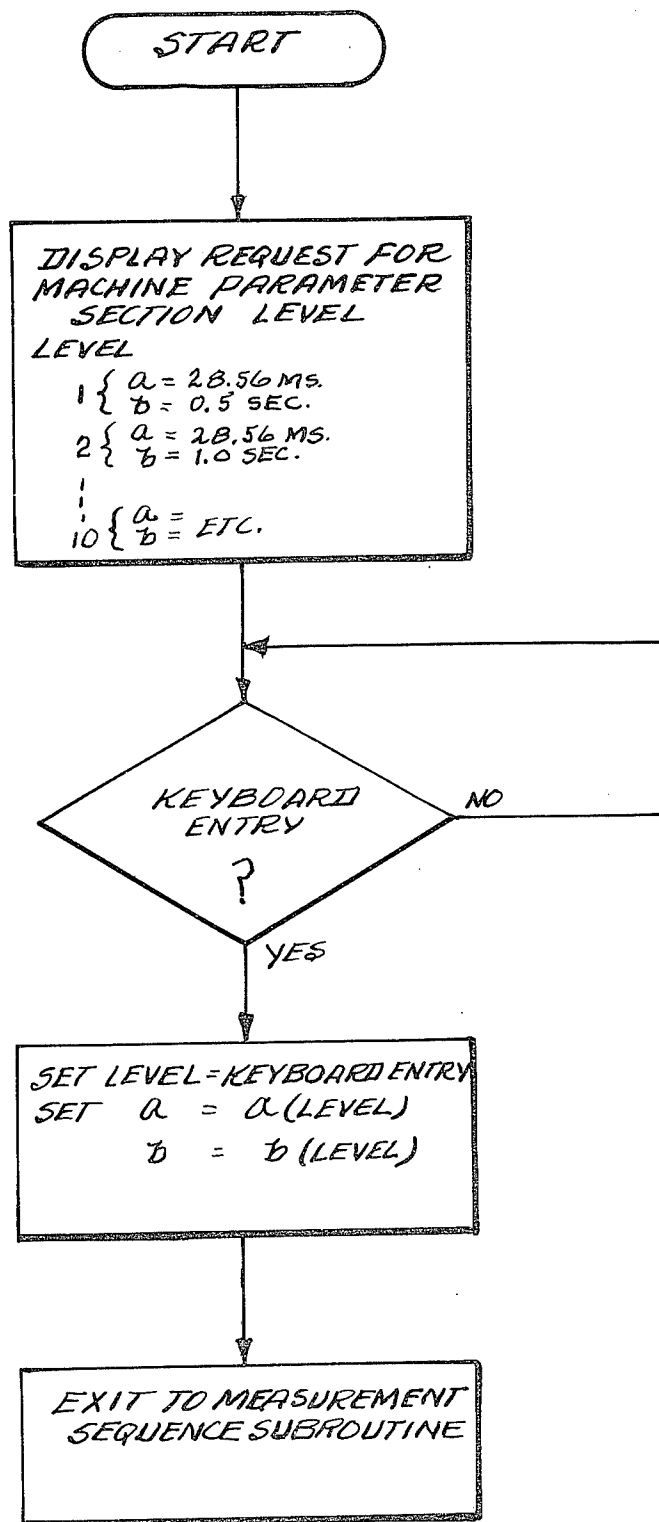 START
DISPLAY REQUEST FOR
MACHINE PARAMETER
SECTION LEVEL
LEVEL
1 { a = 28.56 MS.
b = 0.5 SEC.
2 { a = 28.56 MS.
b = 1.0 SEC.
10 { a =
b = ETC.
KEYBOARD
ENTRY
?
NO
YES
SET LEVEL = KEYBOARD ENTRY
SET a = a (LEVEL)
b = b (LEVEL)
EXIT TO MEASUREMENT
SEQUENCE SUBROUTINE